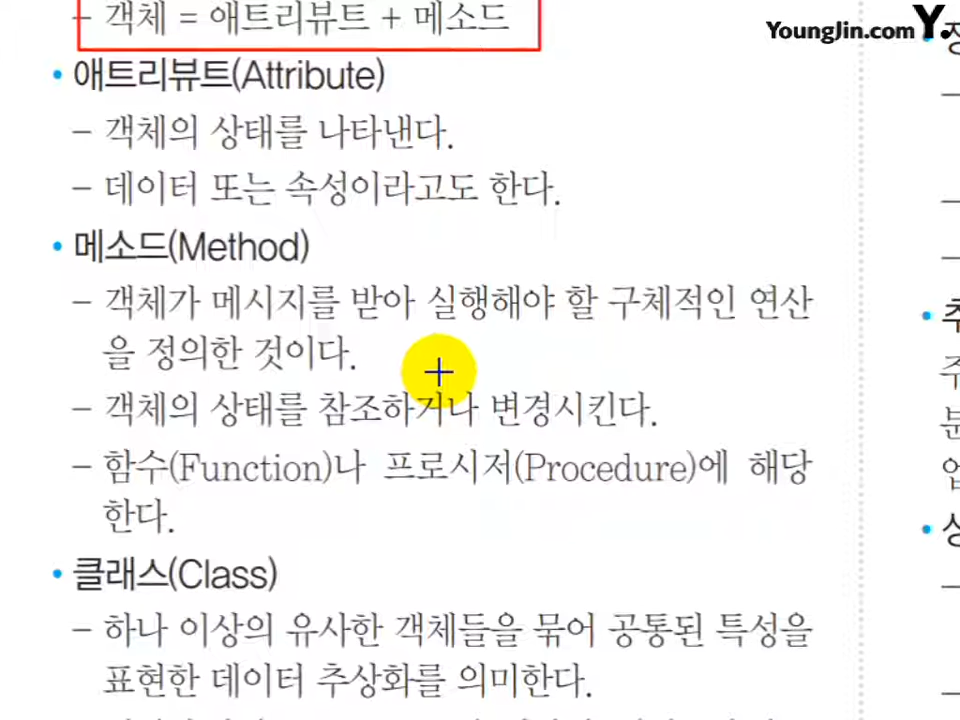 YoungJin.com Y.
– 객체 = 애트리뷰트 + 메소드
• 애트리뷰트(Attribute)
– 객체의 상태를 나타낸다.
– 데이터 또는 속성이라고도 한다.
• 메소드(Method)
– 객체가 메시지를 받아 실행해야 할 구체적인 연산
을 정의한 것이다.
– 객체의 상태를 참조하거나 변경시킨다.
– 함수(Function)나 프로시저(Procedure)에 해당
한다.
• 클래스(Class)
– 하나 이상의 유사한 객체들을 묶어 공통된 특성을
표현한 데이터 추상화를 의미한다.